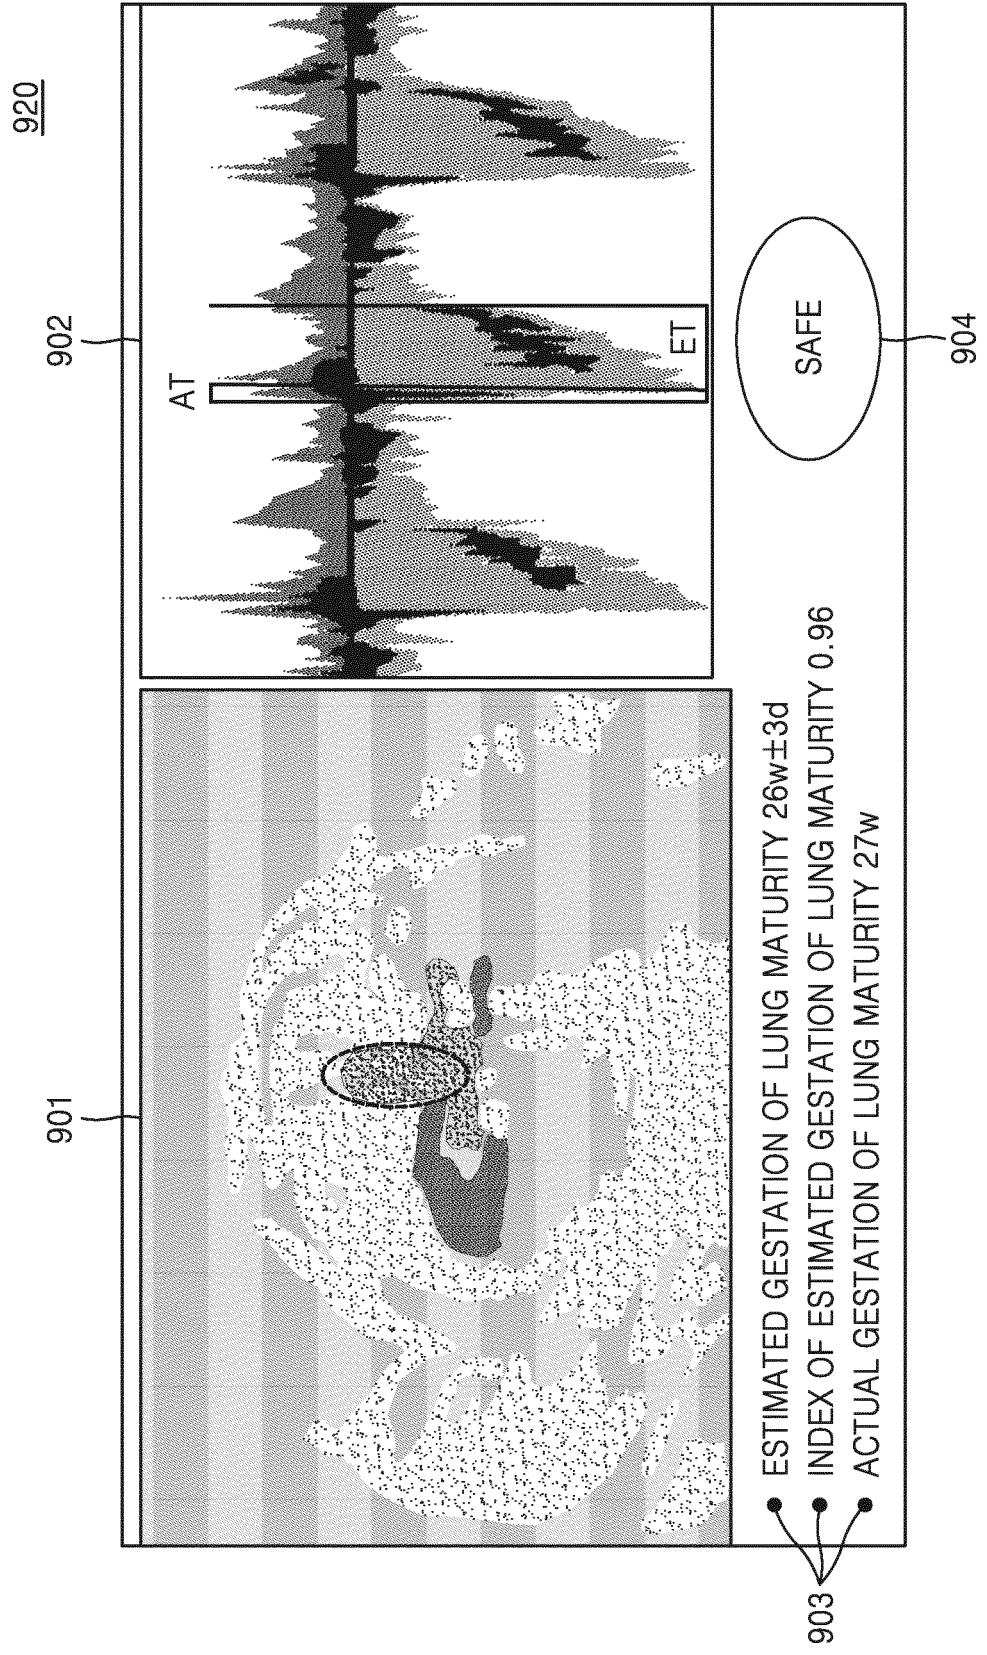 920
901
902
AT
ET
903
ESTIMATED GESTATION OF LUNG MATURITY 26w±3d
INDEX OF ESTIMATED GESTATION OF LUNG MATURITY 0.96
ACTUAL GESTATION OF LUNG MATURITY 27w
SAFE
904